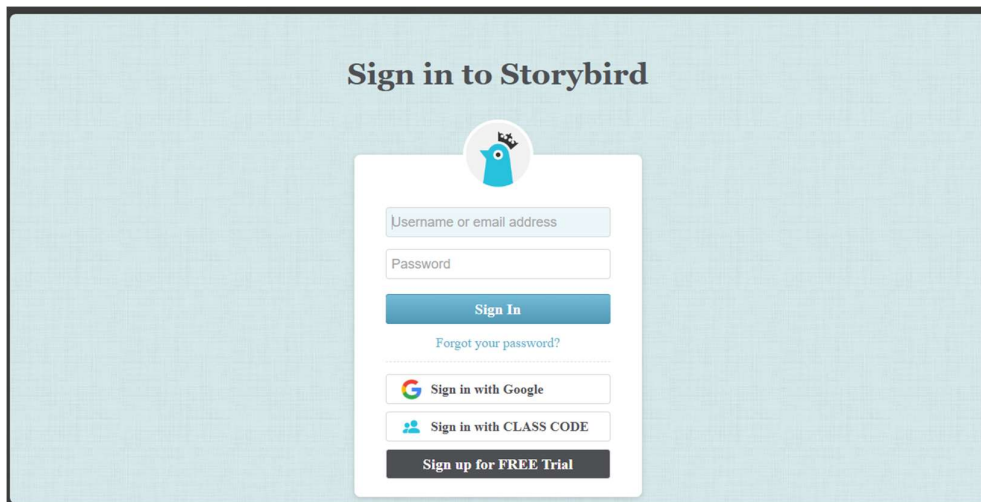 Sign in to Storybird
Username or email address
Password
Sign In
Forgot your password?
Sign in with Google
Sign in with CLASS CODE
Sign up for FREE Trial